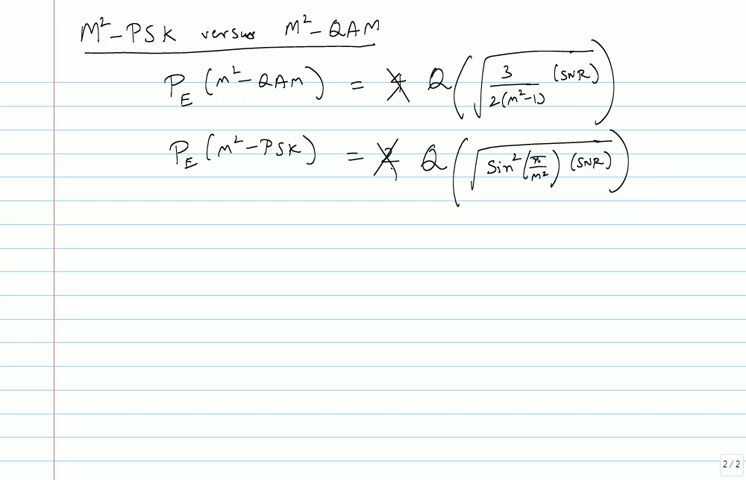 M²-PSK versus M²-QAM
P_E (M²-QAM) = 4 Q(√(3/(2(M²-1)) (SNR)))
P_E (M²-PSK) = 2 Q(√(Sin²(π/M²) (SNR)))
2/2